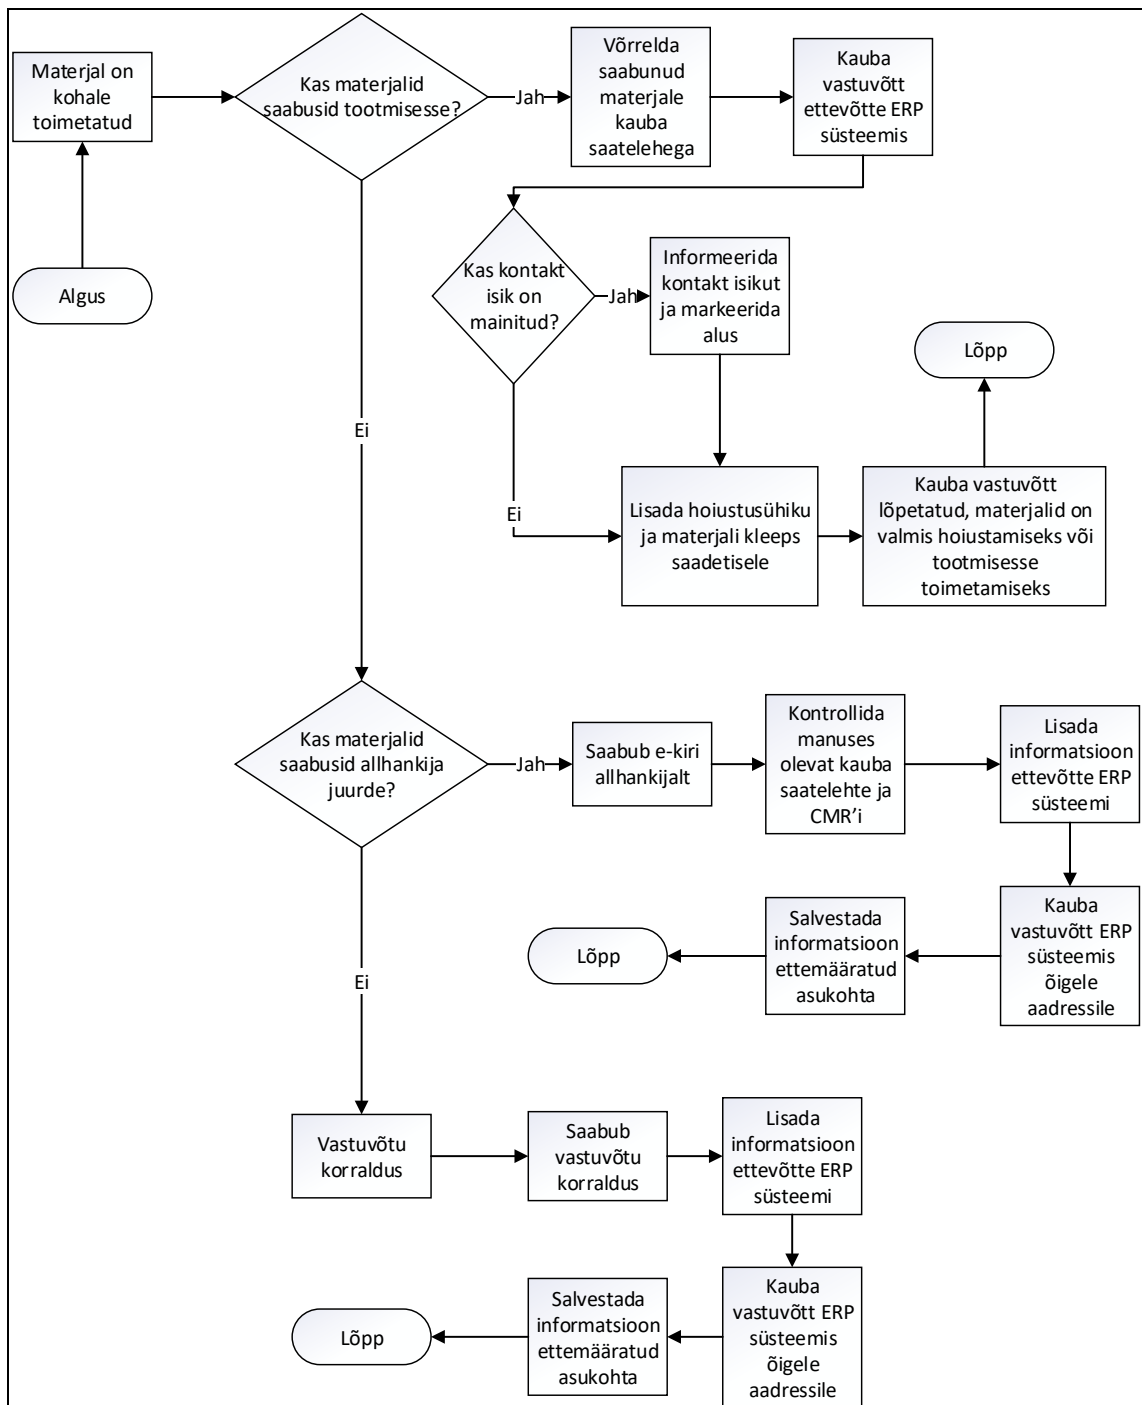 Materjal on
kohale
toimetatud
Kas materjalid
saabusid tootmisesse?
Jah
Võrrelda
saabunud
materjale
kauba
saatelehega
Kauba
vastuvõtt
ettevõtte ERP
süsteemis
Algus
Kas kontakt
isik on
mainitud?
Jah
Informeerida
kontakt isikut
ja markeerida
alus
Lõpp
Ei
Ei
Lisada hoiustusühiku
ja materjali kleeps
saadetisele
Kauba vastuvõtt
lõpetatud, materjalid on
valmis hoiustamiseks või
tootmisesse
toimetamiseks
Kas materjalid
saabusid allhankija
juurde?
Jah
Saabub e-kiri
allhankijalt
Kontrollida
manuses
olevat kauba
saatelehte ja
CMR’i
Lisada
informatsioon
ettevõtte ERP
süsteemi
Kauba
vastuvõtt ERP
süsteemis
õigele
aadressile
Salvestada
informatsioon
ettemääratud
asukohta
Lõpp
Ei
Vastuvõtu
korraldus
Saabub
vastuvõtu
korraldus
Lisada
informatsioon
ettevõtte ERP
süsteemi
Kauba
vastuvõtt ERP
süsteemis
õigele
aadressile
Salvestada
informatsioon
ettemääratud
asukohta
Lõpp